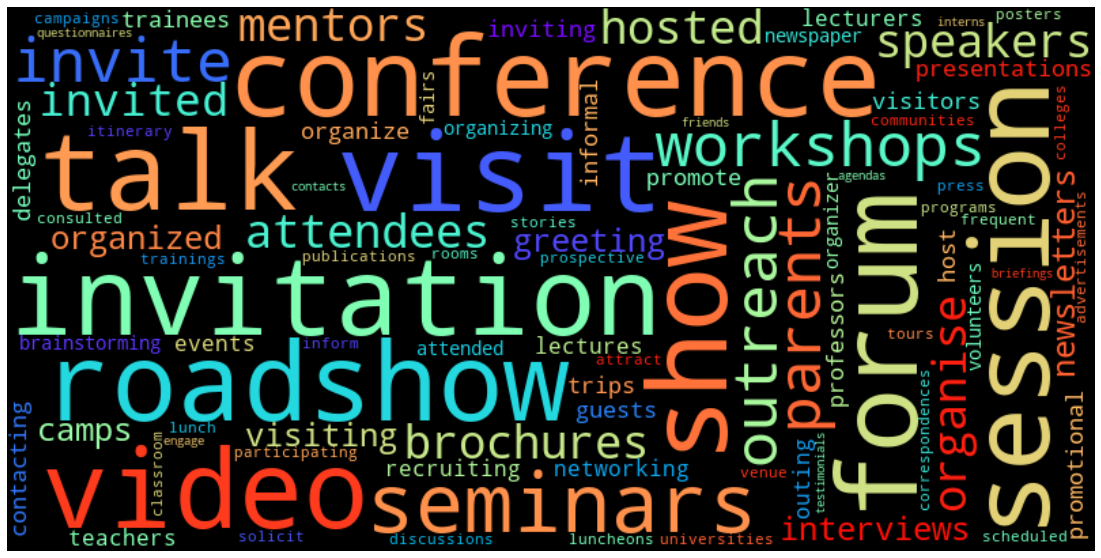 campaigns
trainees
mentors
inviting
hosted
lecturers
interns
posters
questionnaires
newspaper
speakers
invite
conference
presentations
invited
fairs
visitors
delegates
itinerary
organize
organizing
informal
friends
communities
colleges
talk
visit
workshops
session
contacts
promote
agendas
press
consulted
attendees
stories
outreach
parents
organizer
forum
programs
frequent
newsletters
advertisements
organized
greeting
show
host
trainings
publications
rooms
prospective
briefings
invitation
professors
volunteers
brainstorming
events
inform
attended
lectures
attract
tours
organise
roadshow
trips
guests
contacting
camps
lunch
engage
visiting
brochures
participating
classroom
recruiting
networking
venue
outing
testimonials
correspondences
promotional
video
seminars
interviews
teachers
solicit
discussions
luncheons
universities
scheduled